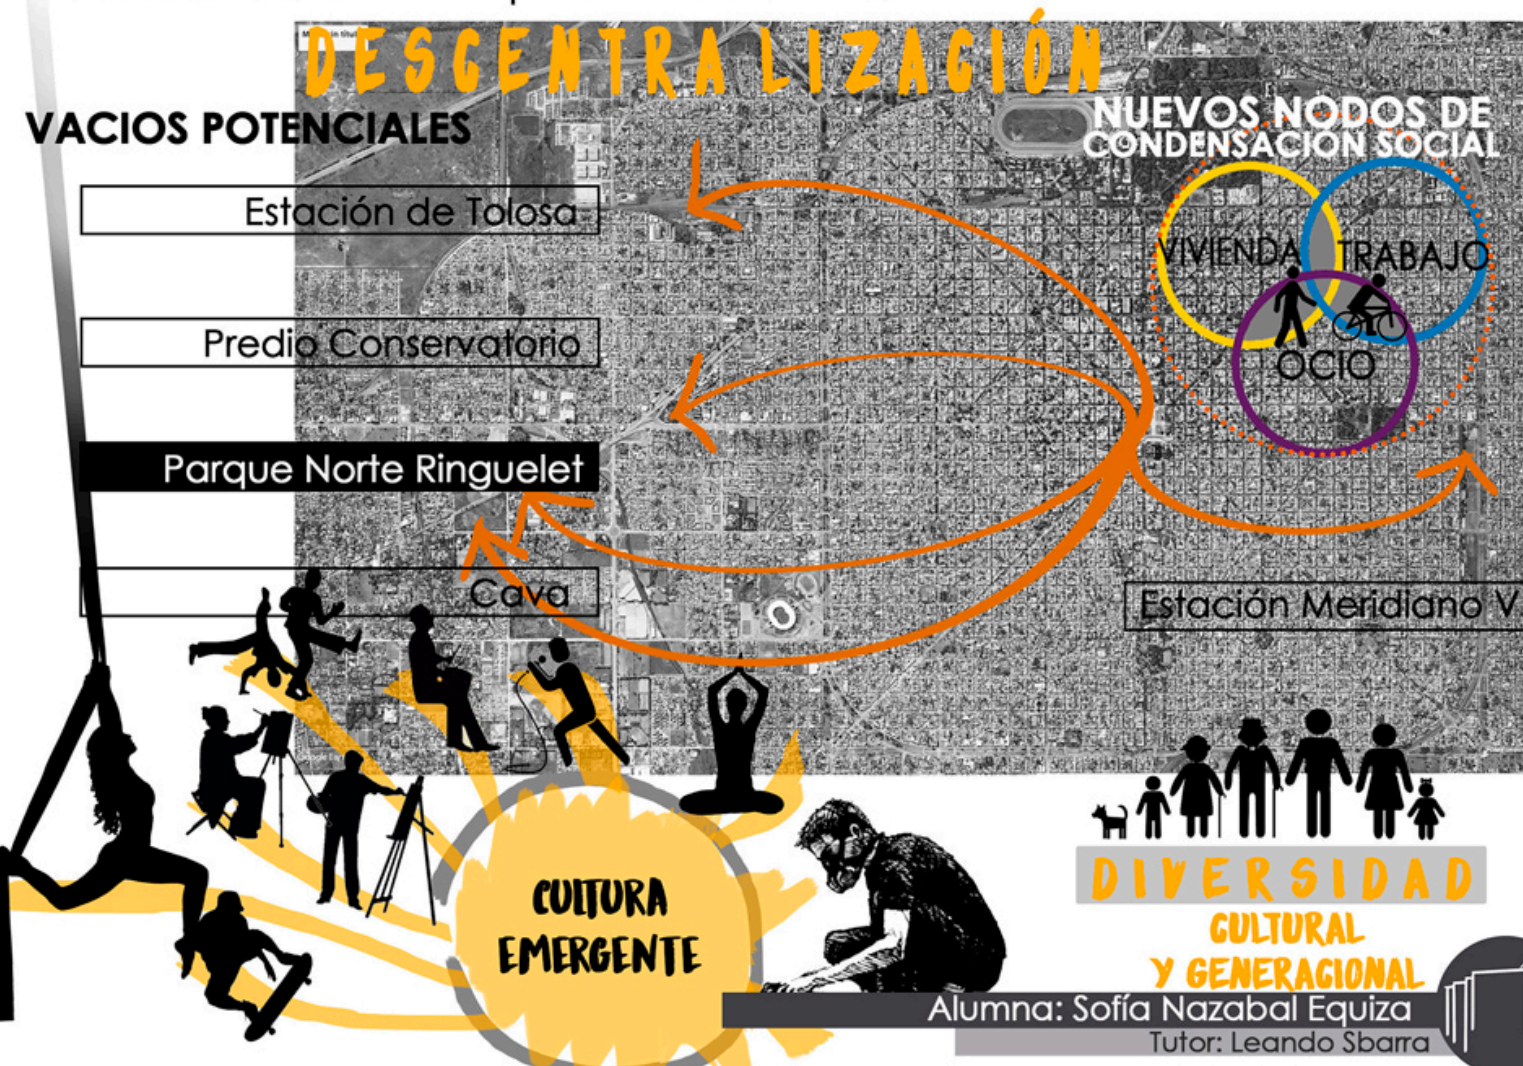 DESCENTRALIZACIÓN
VACIOS POTENCIALES
NUEVOS NODOS DE
CONDENSACIÓN SOCIAL
Estación de Tolosa
VIVIENDA
TRABAJO
OCIO
Predio Conservatorio
Parque Norte Ringuelet
Cava
Estación Meridiano V
CULTURA
EMERGENTE
DIVERSIDAD
CULTURAL
Y GENERACIONAL
Alumna: Sofía Nazabal Equiza
Tutor: Leando Sbarra